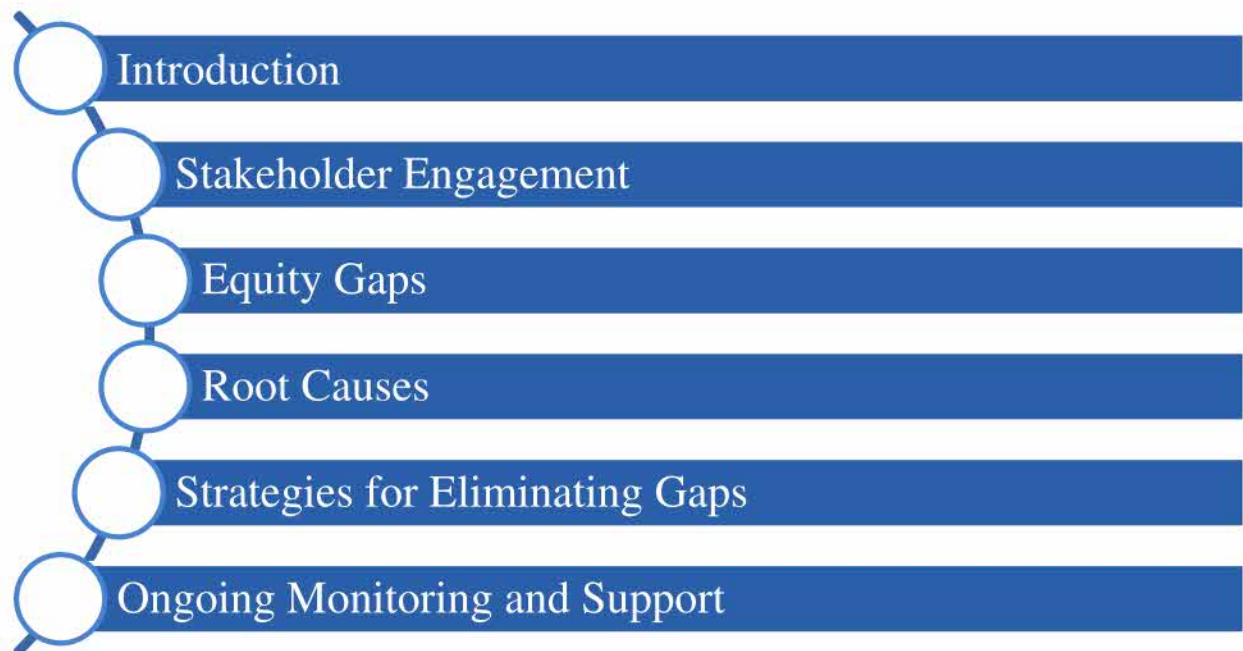 Introduction
Stakeholder Engagement
Equity Gaps
Root Causes
Strategies for Eliminating Gaps
Ongoing Monitoring and Support